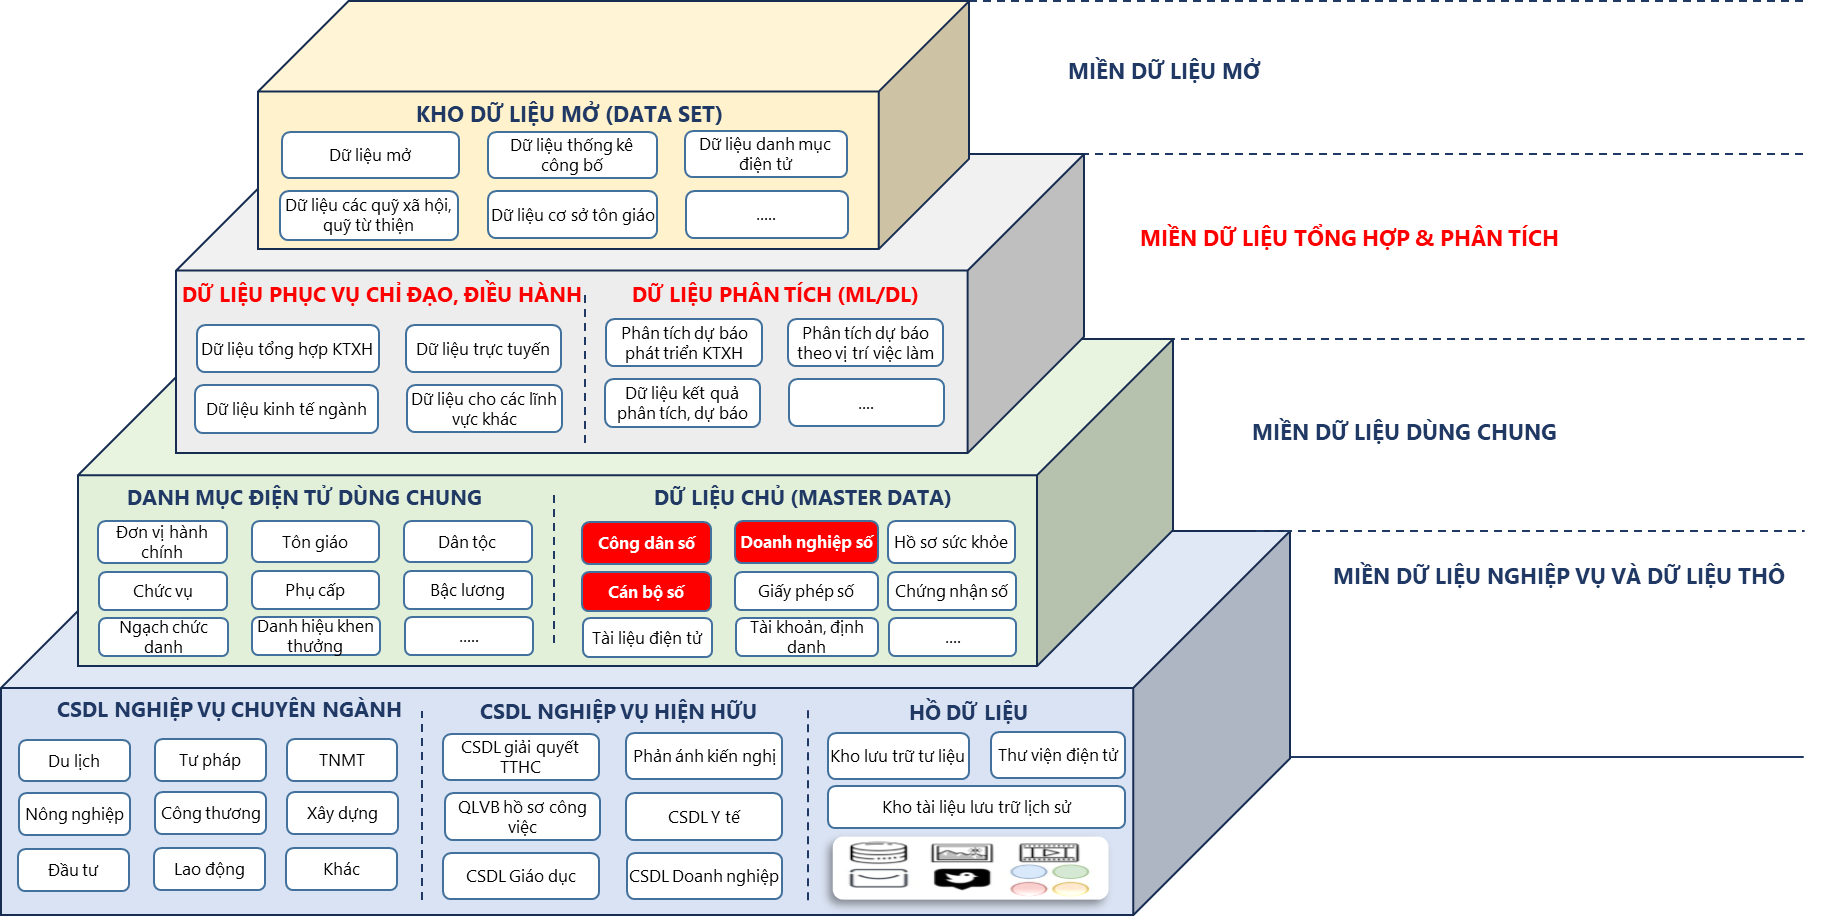 MIỀN DỮ LIỆU MỞ
KHO DỮ LIỆU MỞ (DATA SET)
Dữ liệu mở
Dữ liệu thống kê
công bố
Dữ liệu danh mục
điện tử
Dữ liệu các quỹ xã hội,
quỹ từ thiện
Dữ liệu cơ sở tôn giáo
.....
MIỀN DỮ LIỆU TỔNG HỢP & PHÂN TÍCH
DỮ LIỆU PHỤC VỤ CHỈ ĐẠO, ĐIỀU HÀNH
Dữ liệu tổng hợp KTXH
Dữ liệu trực tuyến
Dữ liệu kinh tế ngành
Dữ liệu cho các lĩnh
vực khác
DỮ LIỆU PHÂN TÍCH (ML/DL)
Phân tích dự báo
phát triển KTXH
Phân tích dự báo
theo vị trí việc làm
Dữ liệu kết quả
phân tích, dự báo
....
MIỀN DỮ LIỆU DÙNG CHUNG
DANH MỤC ĐIỆN TỬ DÙNG CHUNG
Đơn vị hành
chính
Tôn giáo
Dân tộc
Chức vụ
Phụ cấp
Bậc lương
Ngạch chức
danh
Danh hiệu khen
thưởng
.....
DỮ LIỆU CHỦ (MASTER DATA)
Công dân số
Doanh nghiệp số
Hồ sơ sức khỏe
Cán bộ số
Giấy phép số
Chứng nhận số
Tài liệu điện tử
Tài khoản, định
danh
....
MIỀN DỮ LIỆU NGHIỆP VỤ VÀ DỮ LIỆU THÔ
CSDL NGHIỆP VỤ CHUYÊN NGÀNH
Du lịch
Tư pháp
TNMT
Nông nghiệp
Công thương
Xây dựng
Đầu tư
Lao động
Khác
CSDL NGHIỆP VỤ HIỆN HỮU
CSDL giải quyết
TTHC
Phản ánh kiến nghị
QLVB hồ sơ công
việc
CSDL Y tế
CSDL Giáo dục
CSDL Doanh nghiệp
HỒ DỮ LIỆU
Kho lưu trữ tư liệu
Thư viện điện tử
Kho tài liệu lưu trữ lịch sử